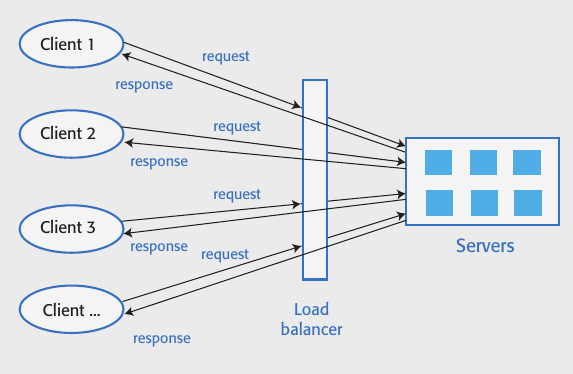 Client 1
request
response
Client 2
request
response
Client 3
request
response
request
Client ...
response
Load
balancer
Servers